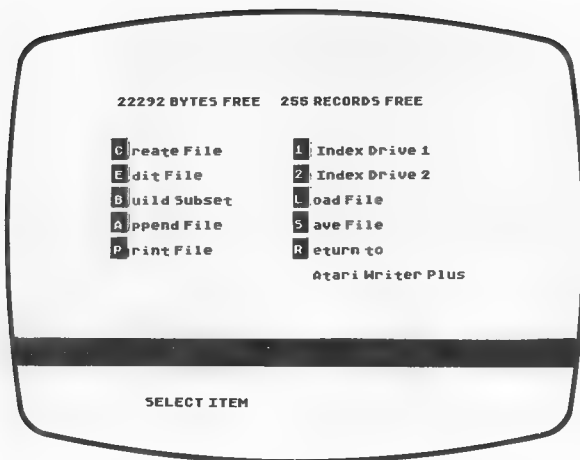 22292 BYTES FREE 255 RECORDS FREE
Create File 1 Index Drive 1
Edit File 2 Index Drive 2
Build Subset Load File
Append File Save File
Print File Return to
Atari Writer Plus
SELECT ITEM